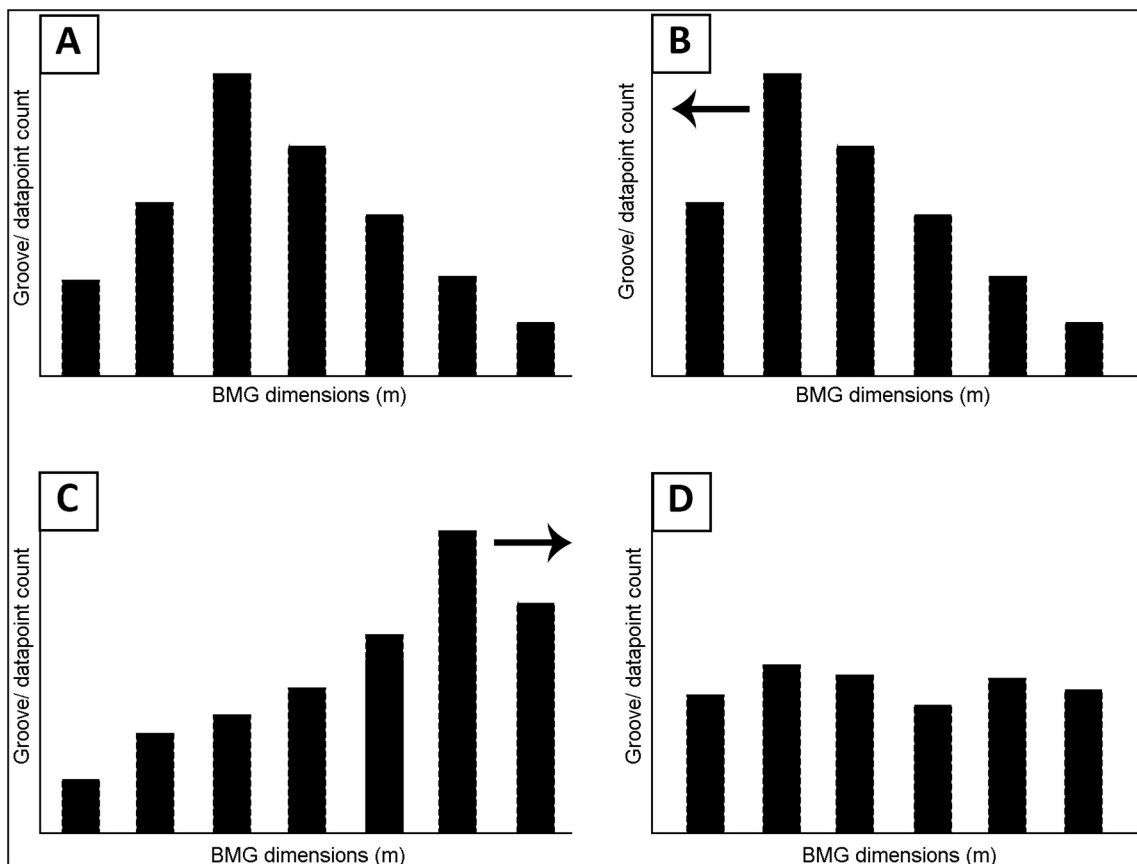 A
Groove/ datapoint count
BMG dimensions (m)
B
Groove/ datapoint count
BMG dimensions (m)
C
Groove/ datapoint count
BMG dimensions (m)
D
Groove/ datapoint count
BMG dimensions (m)